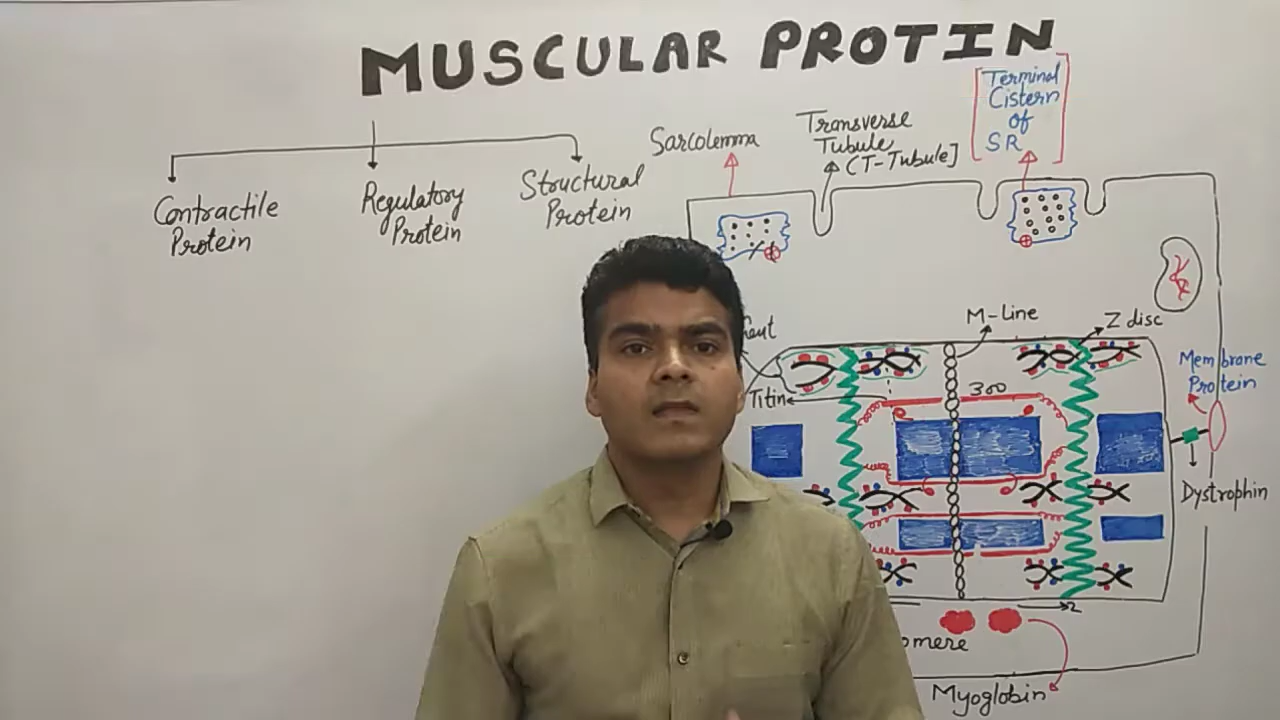 MUSCULAR PROTIN
Contractile
Protein
Regulatory
Protein
Structural
Protein
Sarcolemma
Transverse
Tubule
(T-Tubule]
[Terminal
Cistern
of
SR]
M-Line
Z disc
Titin
300
Membrane
Protein
Dystrophin
Z
omere
Myoglobin